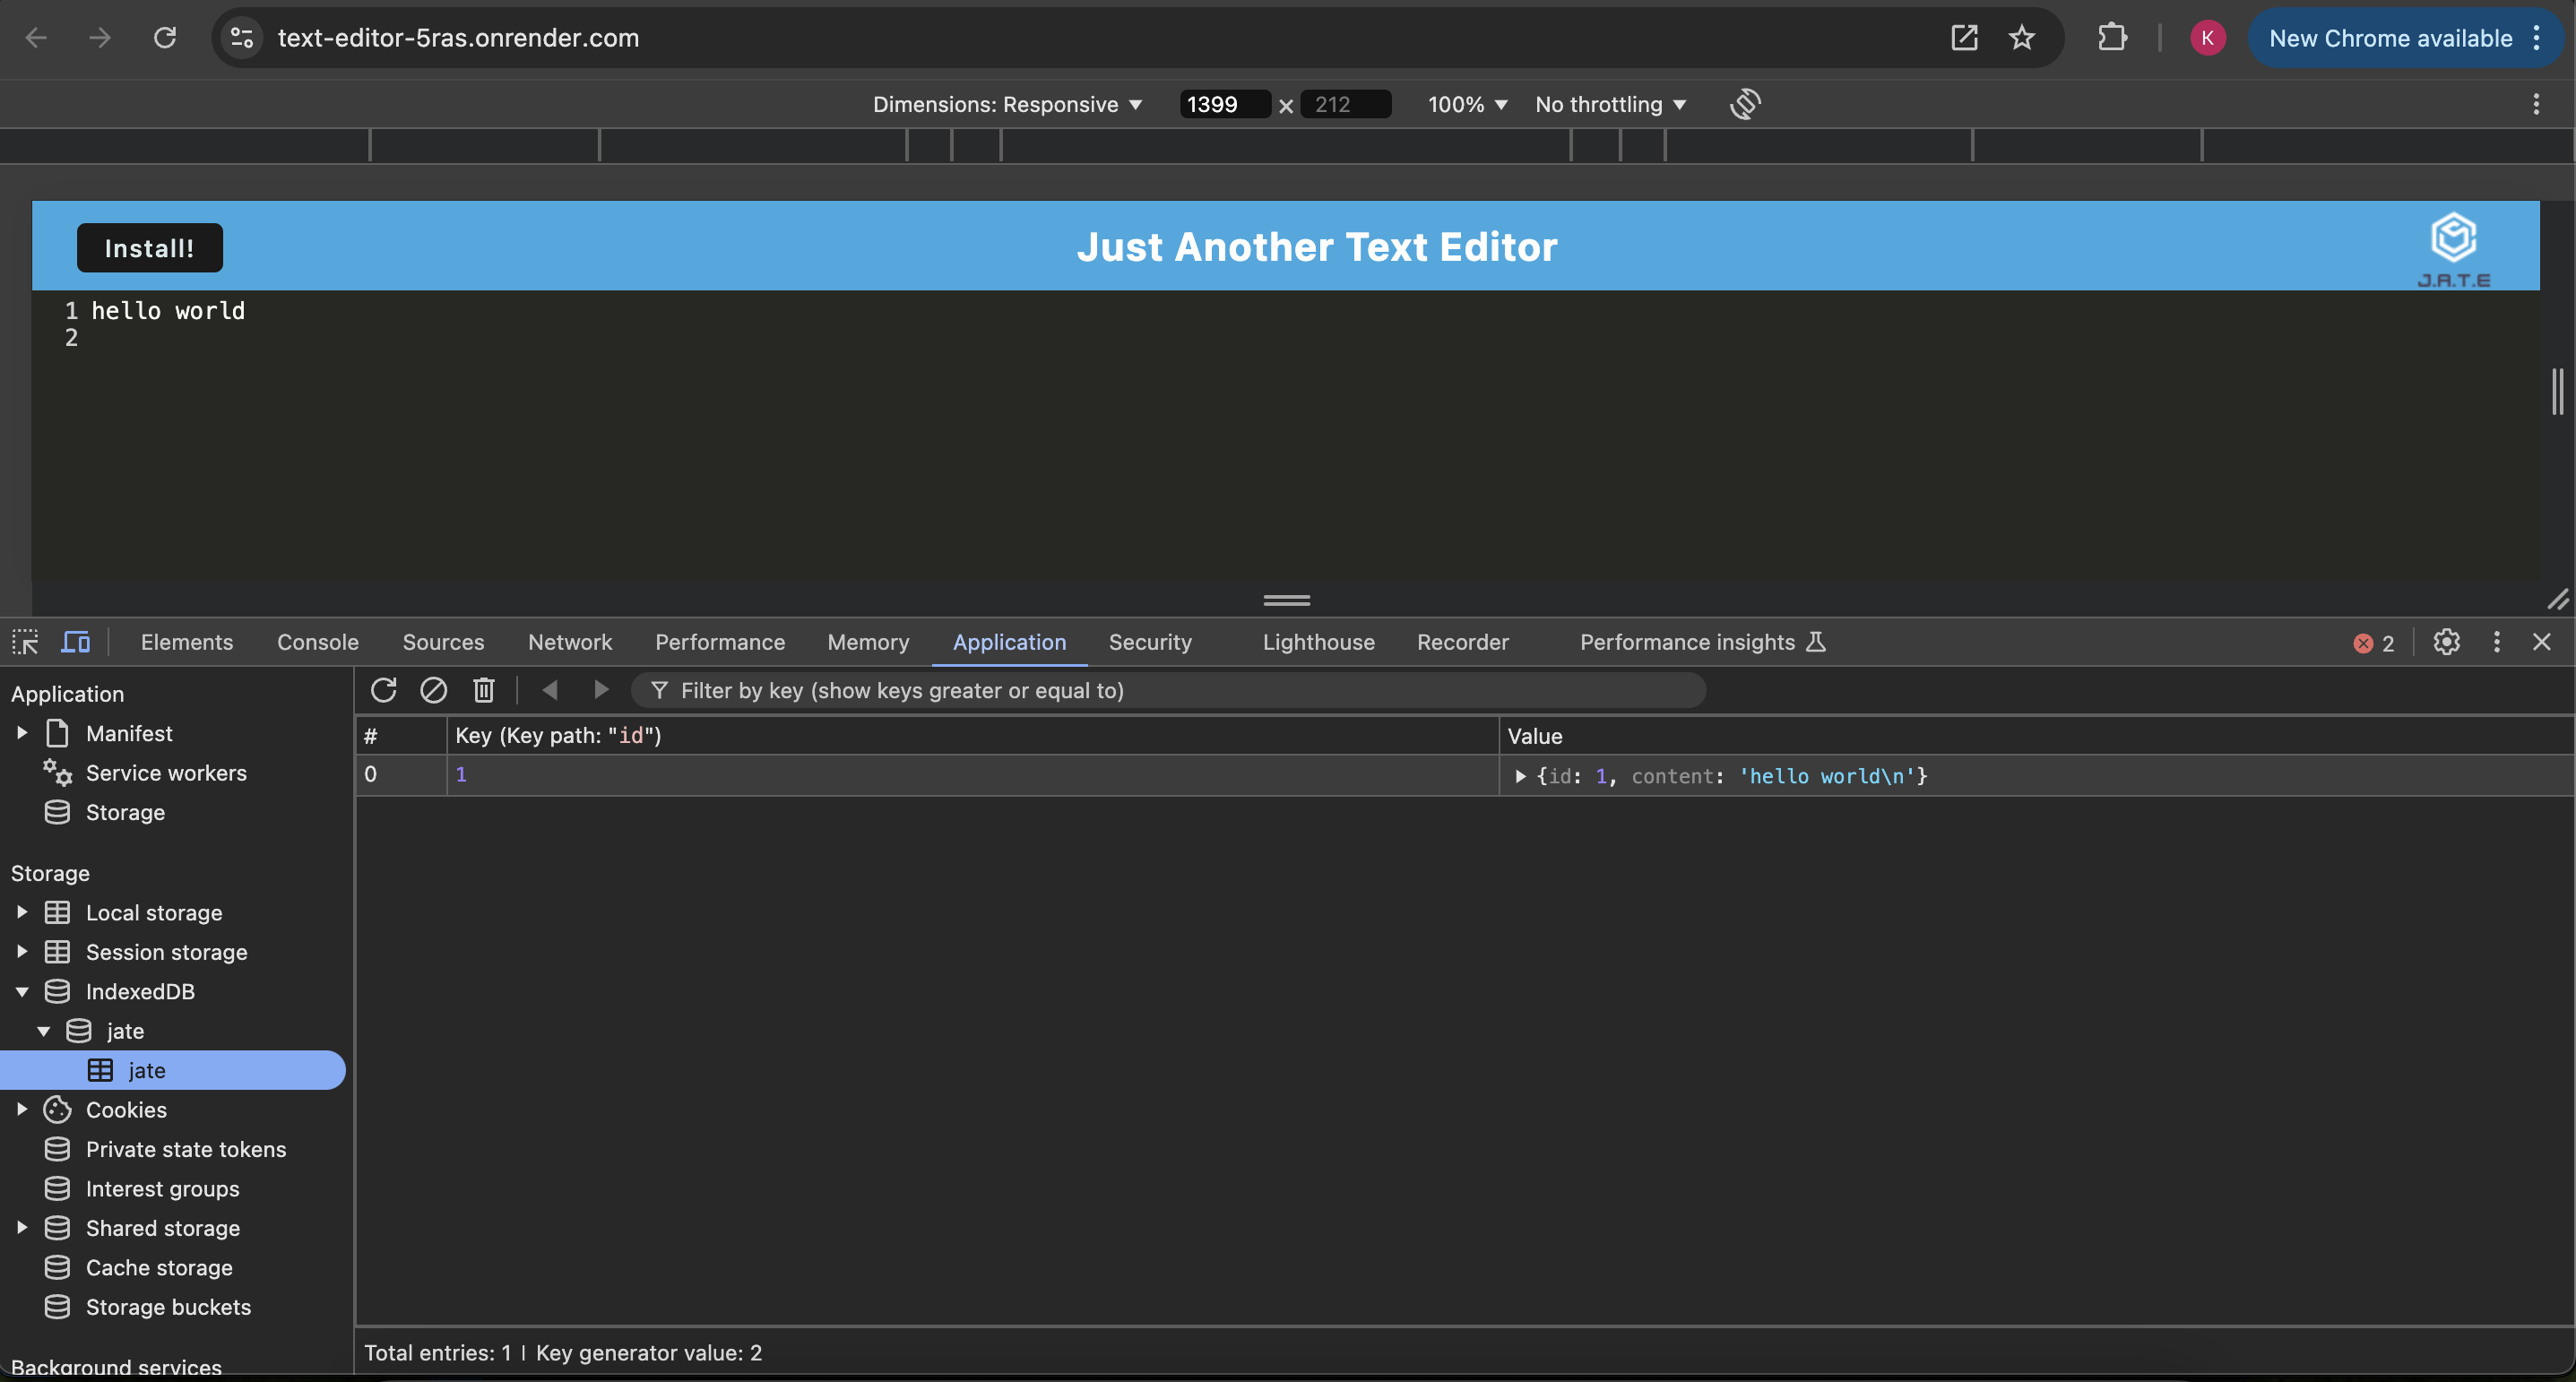 text-editor-5ras.onrender.com
K
New Chrome available
Dimensions: Responsive
1399
×
212
100%
No throttling
Install!
Just Another Text Editor
J.A.T.E
1 hello world
2
Elements
Console
Sources
Network
Performance
Memory
Application
Security
Lighthouse
Recorder
Performance insights
2
Application
Manifest
Service workers
Storage
Storage
Local storage
Session storage
IndexedDB
jate
jate
Cookies
Private state tokens
Interest groups
Shared storage
Cache storage
Storage buckets
Background services
Filter by key (show keys greater or equal to)
# Key (Key path: "id") Value
0 1 {id: 1, content: 'hello world\n'}
Total entries: 1 | Key generator value: 2